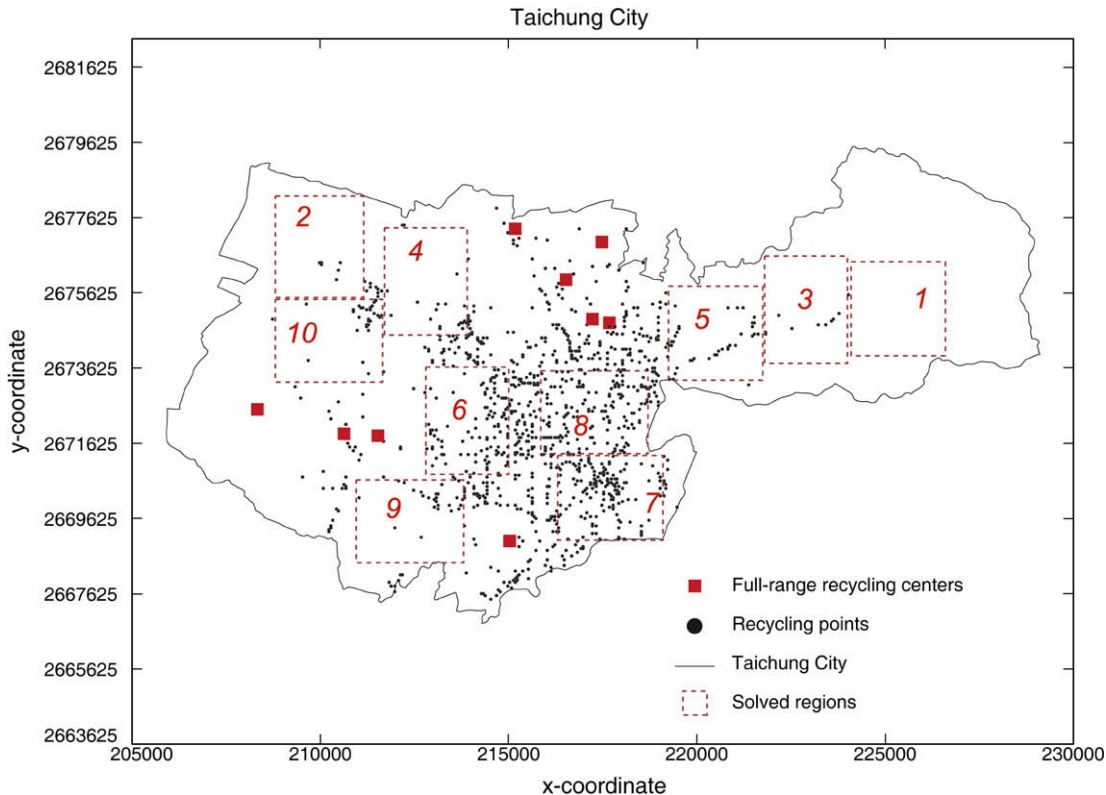 Taichung City
2681625
2679625
2677625
2675625
2673625
2671625
2669625
2667625
2665625
2663625
y-coordinate
2
4
10
5
3
1
6
8
9
7
Full-range recycling centers
Recycling points
Taichung City
Solved regions
205000 210000 215000 220000 225000 230000
x-coordinate